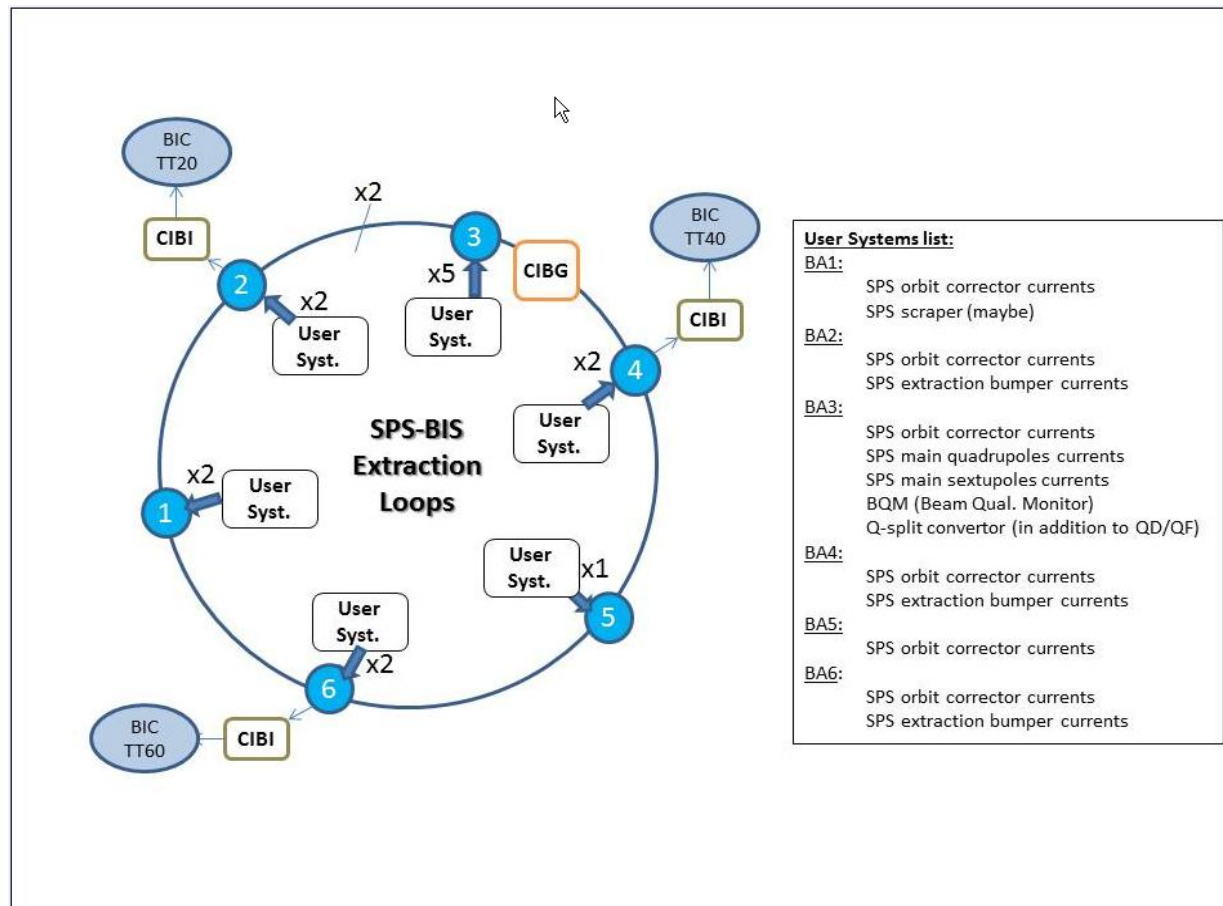 BIC
TT20
CIBI
2
x2
User
Syst.
x2
3
x5
User
Syst.
CIBG
BIC
TT40
CIBI
4
x2
User
Syst.
SPS-BIS
Extraction
Loops
1
x2
User
Syst.
User
Syst.
x1
5
User
Syst.
x2
6
CIBI
BIC
TT60
User Systems list:
BA1:
SPS orbit corrector currents
SPS scraper (maybe)
BA2:
SPS orbit corrector currents
SPS extraction bumper currents
BA3:
SPS orbit corrector currents
SPS main quadrupoles currents
SPS main sextupoles currents
BQM (Beam Qual. Monitor)
Q-split convertor (in addition to QD/QF)
BA4:
SPS orbit corrector currents
SPS extraction bumper currents
BA5:
SPS orbit corrector currents
BA6:
SPS orbit corrector currents
SPS extraction bumper currents